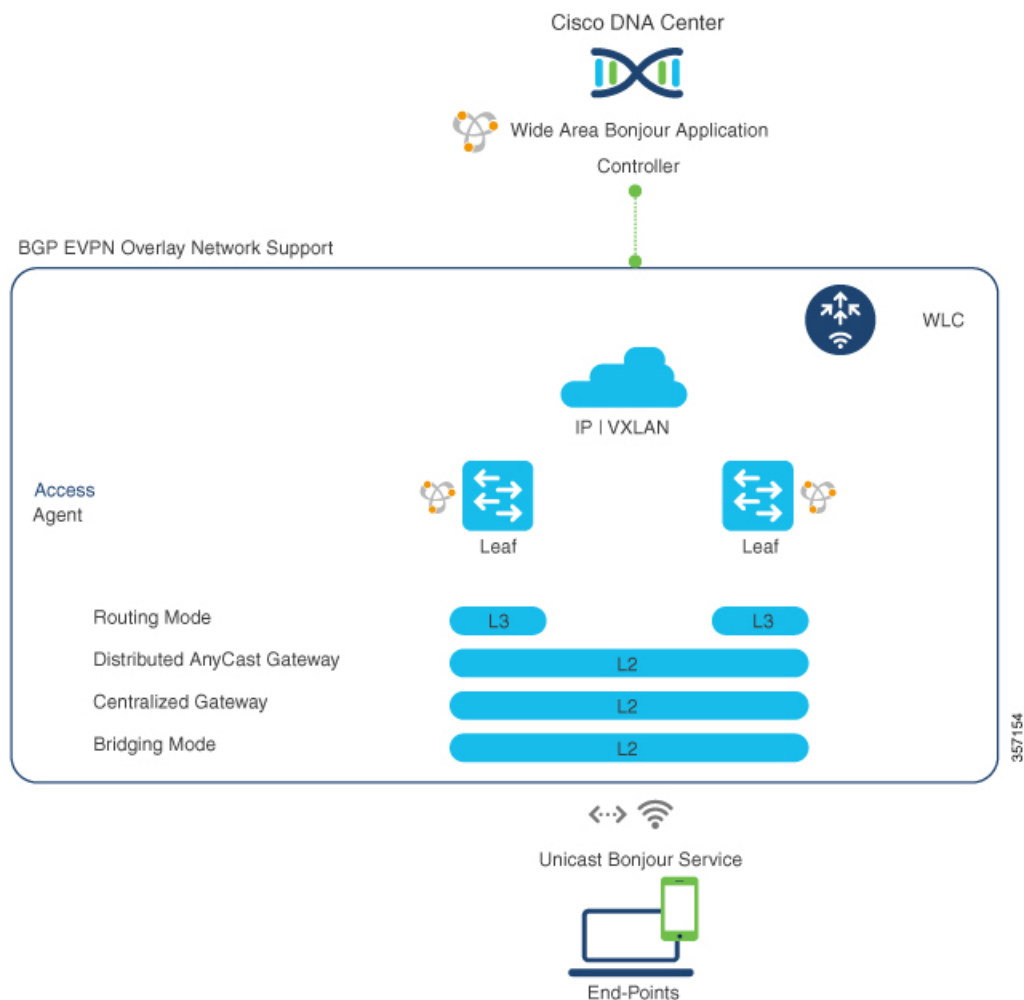 Cisco DNA Center
Wide Area Bonjour Application
Controller
BGP EVPN Overlay Network Support
WLC
IP | VXLAN
Access
Agent
Leaf
Leaf
Routing Mode
L3
L3
Distributed AnyCast Gateway
L2
Centralized Gateway
L2
Bridging Mode
L2
357154
Unicast Bonjour Service
End-Points